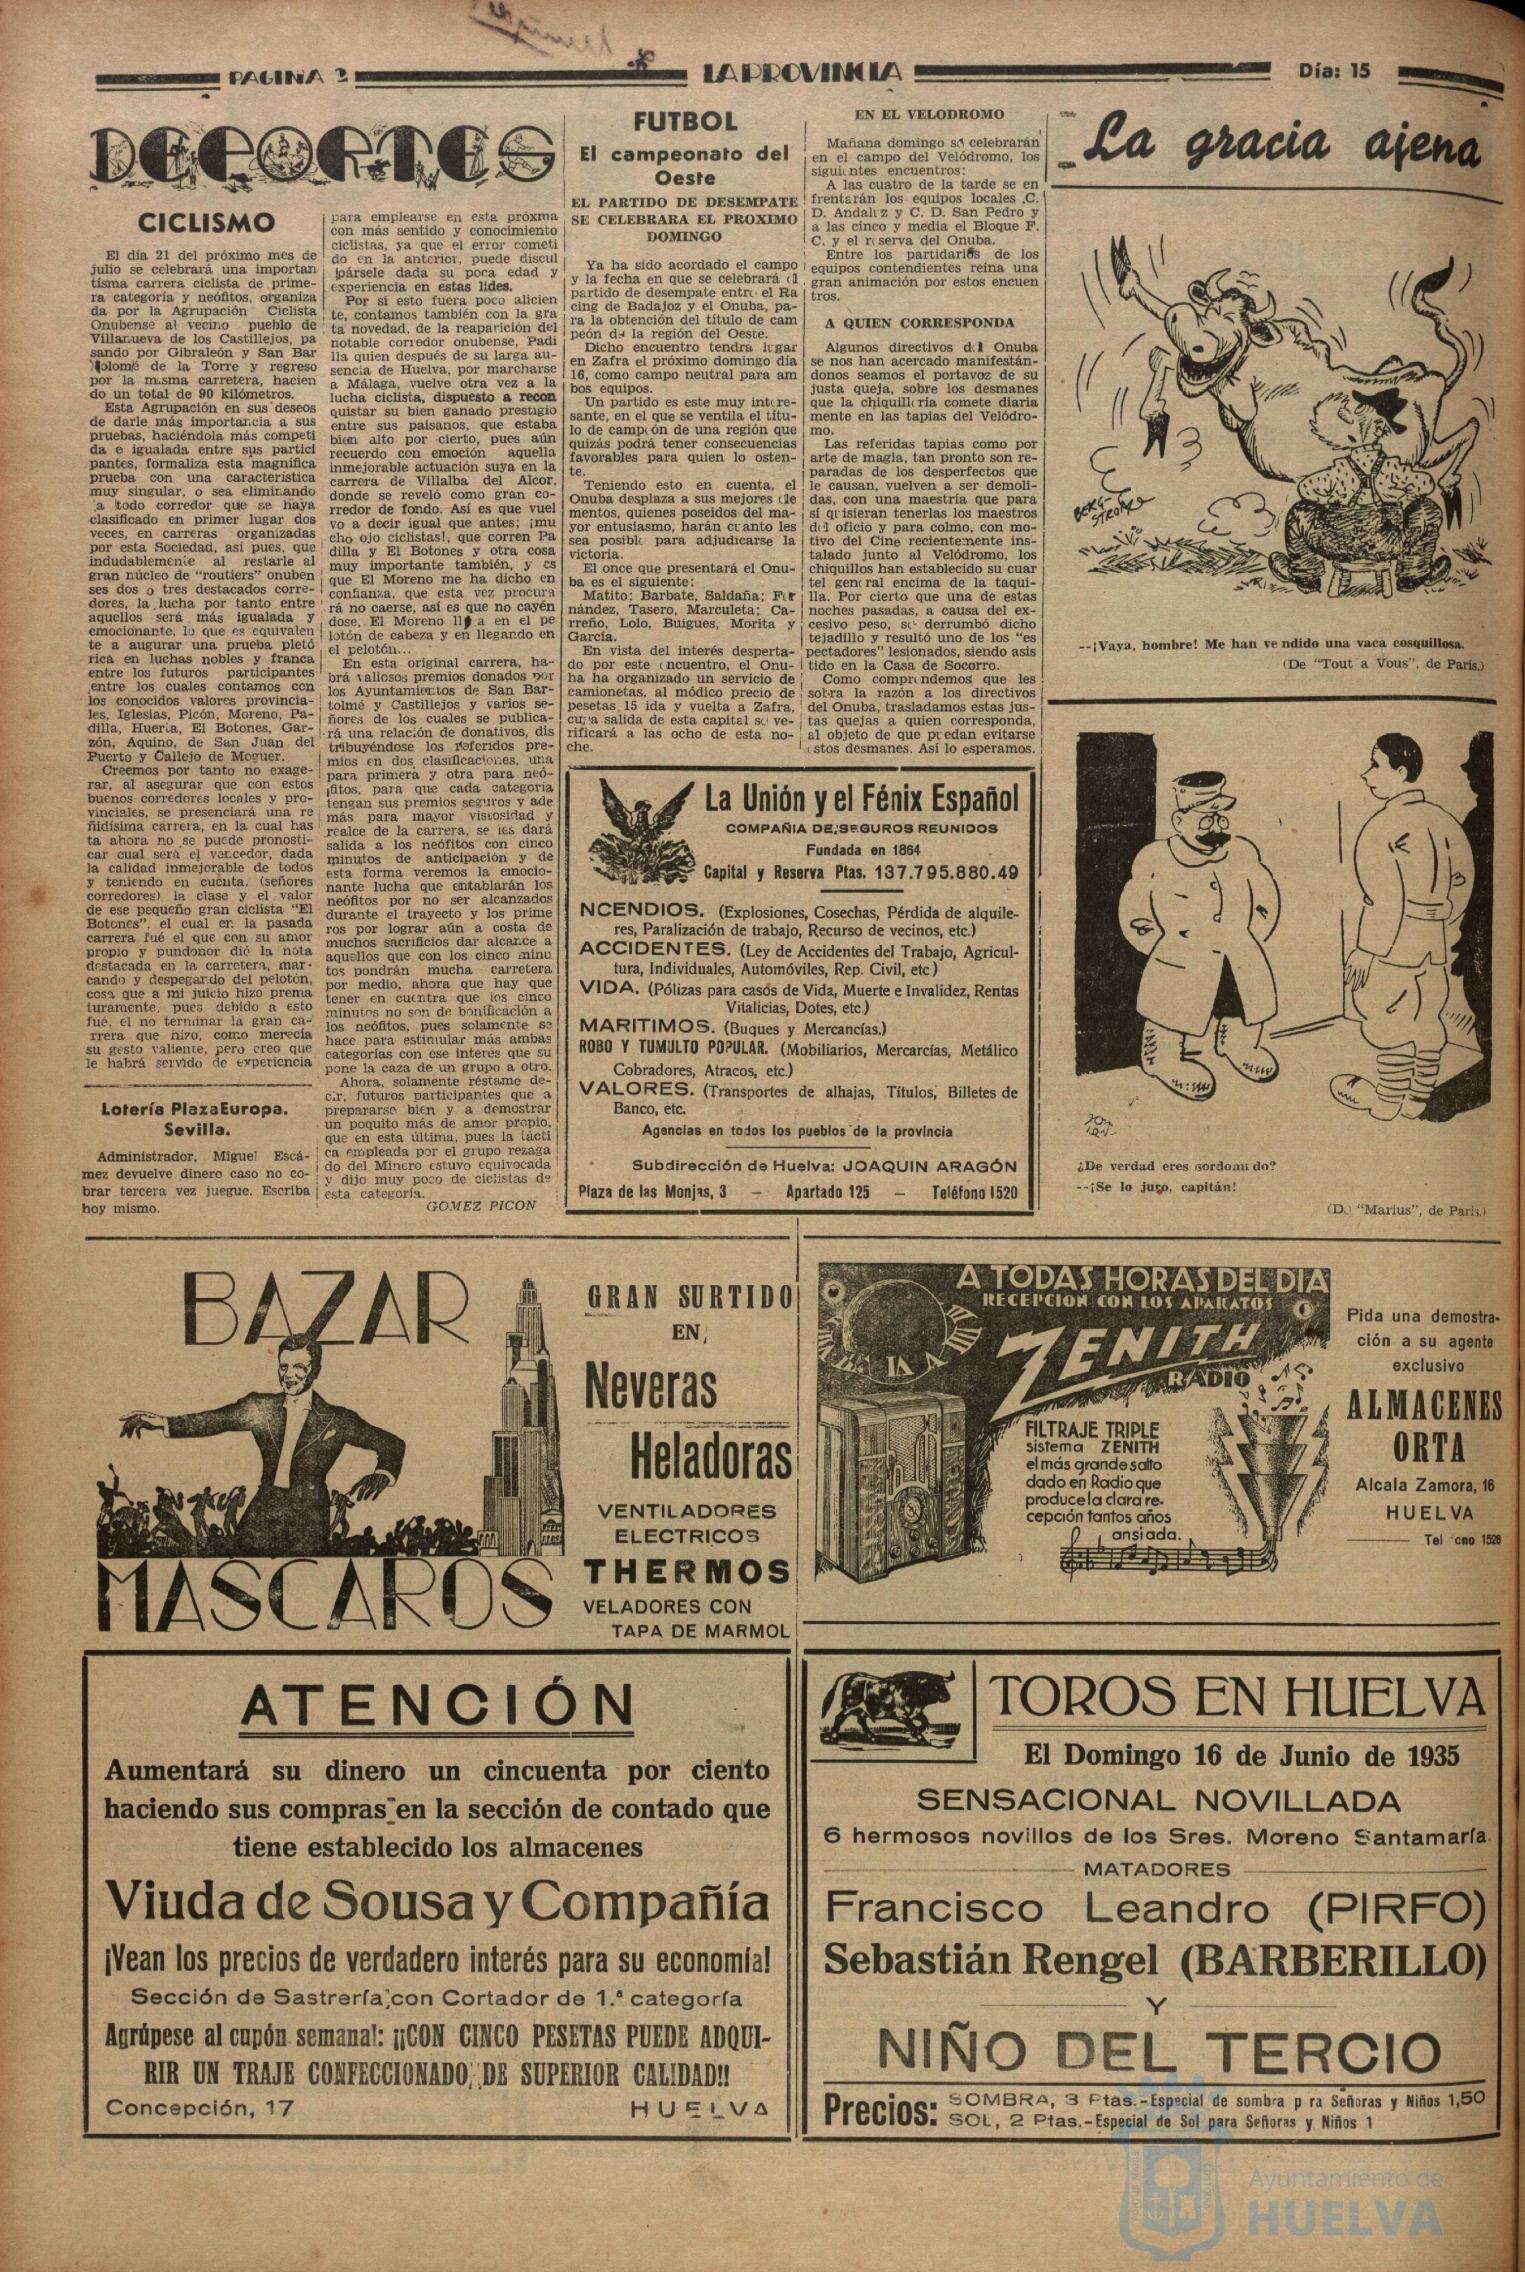 PAGINA 2
LA PROVINCIA
Día: 15
DEPORTES
CICLISMO
El día 21 del próximo mes de
julio se celebrará una importan
tísma carrera ciclista de prime-
ra categoría y neófitos, organiza
da por la Agrupación Ciclista
Onubense al vecino pueblo de
Villanueva de los Castillejos, pa
sando por Gibraleón y San Bar
tolomé de la Torre y regreso
por la misma carretera, hacien
do un total de 90 kilómetros.
Esta Agrupación en sus deseos
de darle más importancia a sus
pruebas, haciéndola más competi
da e igualada entre sus partici
pantes, formaliza esta magnifica
prueba con una característica
muy singular, o sea eliminando
a todo corredor que se haya
clasificado en primer lugar dos
veces, en carreras organizadas
por esta Sociedad, así pues, que
indudablemente al restarle al
gran núcleo de "routiers" onuben
ses dos o tres destacados corre-
dores, la lucha por tanto entre
aquellos será más igualada y
emocionante, lo que es equivalen
te a augurar una prueba pletó
rica en luchas nobles y franca
entre los futuros participantes
entre los cuales contamos con
los conocidos valores provincia-
les, Iglesias, Picón, Moreno, Pa-
dilla, Huerta, El Botones, Gar-
zón, Aquino, de San Juan del
Puerto y Callejo de Moguer.
Creemos por tanto no exage-
rar, al asegurar que con estos
buenos corredores locales y pro-
vinciales, se presenciará una re
ñidísima carrera, en la cual has
ta ahora no se puede pronosti-
car cual será el vencedor, dada
la calidad inmejorable de todos
y teniendo en cuenta, (señores
corredores) la clase y el valor
de ese pequeño gran ciclista "El
Botones", el cual en la pasada
carrera fué el que con su amor
propio y pundonor dió la nota
destacada en la carretera, mar-
cando y despegando del pelotón,
cosa que a mi juicio hizo prema
turamente, pues debido a esto
fué, el no terminar la gran ca-
rrera que hizo, como merecía
su gesto valiente, pero creo que
le habrá servido de experiencia
Lotería Plaza Europa.
Sevilla.
Administrador, Miguel Escá-
mez devuelve dinero caso no co-
brar tercera vez juegue. Escriba
hoy mismo.
para emplearse en esta próxma
con más sentido y conocimiento
ciclistas, ya que el error cometi
do en la anterior, puede discul
pársele dada su poca edad y
experiencia en estas lides.
Por si esto fuera poco alicien
te, contamos también con la gra
ta novedad, de la reaparición del
notable corredor onubense, Padi
lla quien después de su larga au-
sencia de Huelva, por marcharse
a Málaga, vuelve otra vez a la
lucha ciclista, dispuesto a recon
quistar su bien ganado prestigio
entre sus paisanos, que estaba
bien alto por cierto, pues aún
recuerdo con emoción aquella
inmejorable actuación suya en la
carrera de Villalba del Alcor,
donde se reveló como gran co-
rredor de fondo. Así es que vuel
vo a decir igual que antes; ¡mu
cho ojo ciclistas!, que corren Pa
dilla y El Botones y otra cosa
muy importante también, y es
que El Moreno me ha dicho en
confianza, que esta vez procura
rá no caerse, así es que no cayén
dose, El Moreno llega en el pe
lotón de cabeza y en llegando en
el pelotón...
En esta original carrera, ha-
brá valiosos premios donados por
los Ayuntamientos de San Bar-
tolmé y Castillejos y varios se-
ñores de los cuales se publica-
rá una relación de donativos, dis
tribuyéndose los referidos pre-
mios en dos clasificaciones, una
para primera y otra para neó-
fitos, para que cada categoría
tengan sus premios seguros y ade
más para mayor vistosidad y
realce de la carrera, se les dará
salida a los neófitos con cinco
minutos de anticipación y de
esta forma veremos la emocio-
nante lucha que entablarán los
neófitos por no ser alcanzados
durante el trayecto y los prime
ros por lograr aún a costa de
muchos sacrificios dar alcance a
aquellos que con los cinco minu
tos pondrán mucha carretera
por medio, ahora que hay que
tener en cuentra que los cinco
minutos no son de bonificación a
los neófitos, pues solamente se
hace para estimular más ambas
categorías con ese interés que su
pone la caza de un grupo a otro.
Ahora, solamente réstame de-
cir, futuros participantes que a
prepararse bien y a demostrar
un poquito más de amor propio,
que en esta última, pues la tácti
ca empleada por el grupo rezaga
do del Minero estuvo equivocada
y dijo muy poco de ciclistas de
esta categoría.
GOMEZ PICON
FUTBOL
El campeonato del
Oeste
EL PARTIDO DE DESEMPATE
SE CELEBRARA EL PROXIMO
DOMINGO
Ya ha sido acordado el campo
y la fecha en que se celebrará el
partido de desempate entre el Ra
cing de Badajoz y el Onuba, pa-
ra la obtención del título de cam
peón de la región del Oeste.
Dicho encuentro tendrá lugar
en Zafra el próximo domingo día
16, como campo neutral para am
bos equipos.
Un partido es este muy intere-
sante, en el que se ventila el títu-
lo de campeón de una región que
quizás podrá tener consecuencias
favorables para quien lo osten-
te.
Teniendo esto en cuenta, el
Onuba desplaza a sus mejores ele
mentos, quienes poseidos del ma-
yor entusiasmo, harán cuanto les
sea posible para adjudicarse la
victoria.
El once que presentará el Onu-
ba es el siguiente:
Matito; Barbate, Saldaña; Fer
nández, Tasero, Marculeta; Ca-
rreño, Lolo, Buigues, Morita y
García.
En vista del interés desperta-
do por este encuentro, el Onu-
ha ha organizado un servicio de
camionetas, al módico precio de
pesetas 15 ida y vuelta a Zafra,
cuya salida de esta capital se ve-
rificará a las ocho de esta no-
che.
EN EL VELODROMO
Mañana domingo se celebrarán
en el campo del Velódromo, los
siguientes encuentros:
A las cuatro de la tarde se en
frentarán los equipos locales C.
D. Andaluz y C. D. San Pedro y
a las cinco y media el Bloque F.
C. y el reserva del Onuba.
Entre los partidarios de los
equipos contendientes reina una
gran animación por estos encuen
tros.
A QUIEN CORRESPONDA
Algunos directivos del Onuba
se nos han acercado manifestán-
donos seamos el portavoz de su
justa queja, sobre los desmanes
que la chiquillería comete diaria
mente en las tapias del Velódro-
mo.
Las referidas tapias como por
arte de magia, tan pronto son re-
paradas de los desperfectos que
le causan, vuelven a ser demoli-
das, con una maestría que para
sí quisieran tenerlas los maestros
del oficio y para colmo, con mo-
tivo del Cine recientemente ins-
talado junto al Velódromo, los
chiquillos han establecido su cuar
tel general encima de la taqui-
lla. Por cierto que una de estas
noches pasadas, a causa del ex-
cesivo peso, se derrumbó dicho
tejadillo y resultó uno de los "es
pectadores" lesionados, siendo asis
tido en la Casa de Socorro.
Como comprendemos que les
sobra la razón a los directivos
del Onuba, trasladamos estas jus-
tas quejas a quien corresponda,
al objeto de que puedan evitarse
estos desmanes. Así lo esperamos.
La Unión y el Fénix Español
COMPAÑIA DE SEGUROS REUNIDOS
Fundada en 1864
Capital y Reserva Ptas. 137.795.880.49
NCENDIOS. (Explosiones, Cosechas, Pérdida de alquile-
res, Paralización de trabajo, Recurso de vecinos, etc.)
ACCIDENTES. (Ley de Accidentes del Trabajo, Agricul-
tura, Individuales, Automóviles, Rep. Civil, etc)
VIDA. (Pólizas para casos de Vida, Muerte e Invalidez, Rentas
Vitalicias, Dotes, etc.)
MARITIMOS. (Buques y Mercancías.)
ROBO Y TUMULTO POPULAR. (Mobiliarios, Mercarcías, Metálico
Cobradores, Atracos, etc.)
VALORES. (Transportes de alhajas, Títulos, Billetes de
Banco, etc.
Agencias en todos los pueblos de la provincia
Subdirección de Huelva: JOAQUIN ARAGÓN
Plaza de las Monjas, 3 — Apartado 125 — Teléfono 1520
La gracia ajena
BERG-
STROM
--¡Vaya, hombre! Me han vendido una vaca cosquillosa.
(De "Tout a Vous", de París.)
¿De verdad eres sordomudo?
--¡Se lo juro, capitán!
(De "Marius", de París.)
BAZAR
MASCAROS
GRAN SURTIDO
EN
Neveras
Heladoras
VENTILADORES
ELECTRICOS
THERMOS
VELADORES CON
TAPA DE MARMOL
A TODAS HORAS DEL DIA
RECEPCION CON LOS APARATOS
ZENITH
RADIO
FILTRAJE TRIPLE
sistema ZENITH
el más grande salto
dado en Radio que
produce la clara re-
cepción tantos años
ansiada.
Pida una demostra-
ción a su agente
exclusivo
ALMACENES
ORTA
Alcala Zamora, 16
HUELVA
Tel ono 1528
ATENCIÓN
Aumentará su dinero un cincuenta por ciento
haciendo sus compras en la sección de contado que
tiene establecido los almacenes
Viuda de Sousa y Compañía
¡Vean los precios de verdadero interés para su economía!
Sección de Sastrería con Cortador de 1.ª categoría
Agrúpese al cupón semanal: ¡¡CON CINCO PESETAS PUEDE ADQUI-
RIR UN TRAJE CONFECCIONADO DE SUPERIOR CALIDAD!!
Concepción, 17 HUELVA
TOROS EN HUELVA
El Domingo 16 de Junio de 1935
SENSACIONAL NOVILLADA
6 hermosos novillos de los Sres. Moreno Santamaría
MATADORES
Francisco Leandro (PIRFO)
Sebastián Rengel (BARBERILLO)
Y
NIÑO DEL TERCIO
Precios: SOMBRA, 3 Ptas.-Especial de sombra p ra Señoras y Niños 1,50
SOL, 2 Ptas.-Especial de Sol para Señoras y Niños 1
Ayuntamiento de
HUELVA